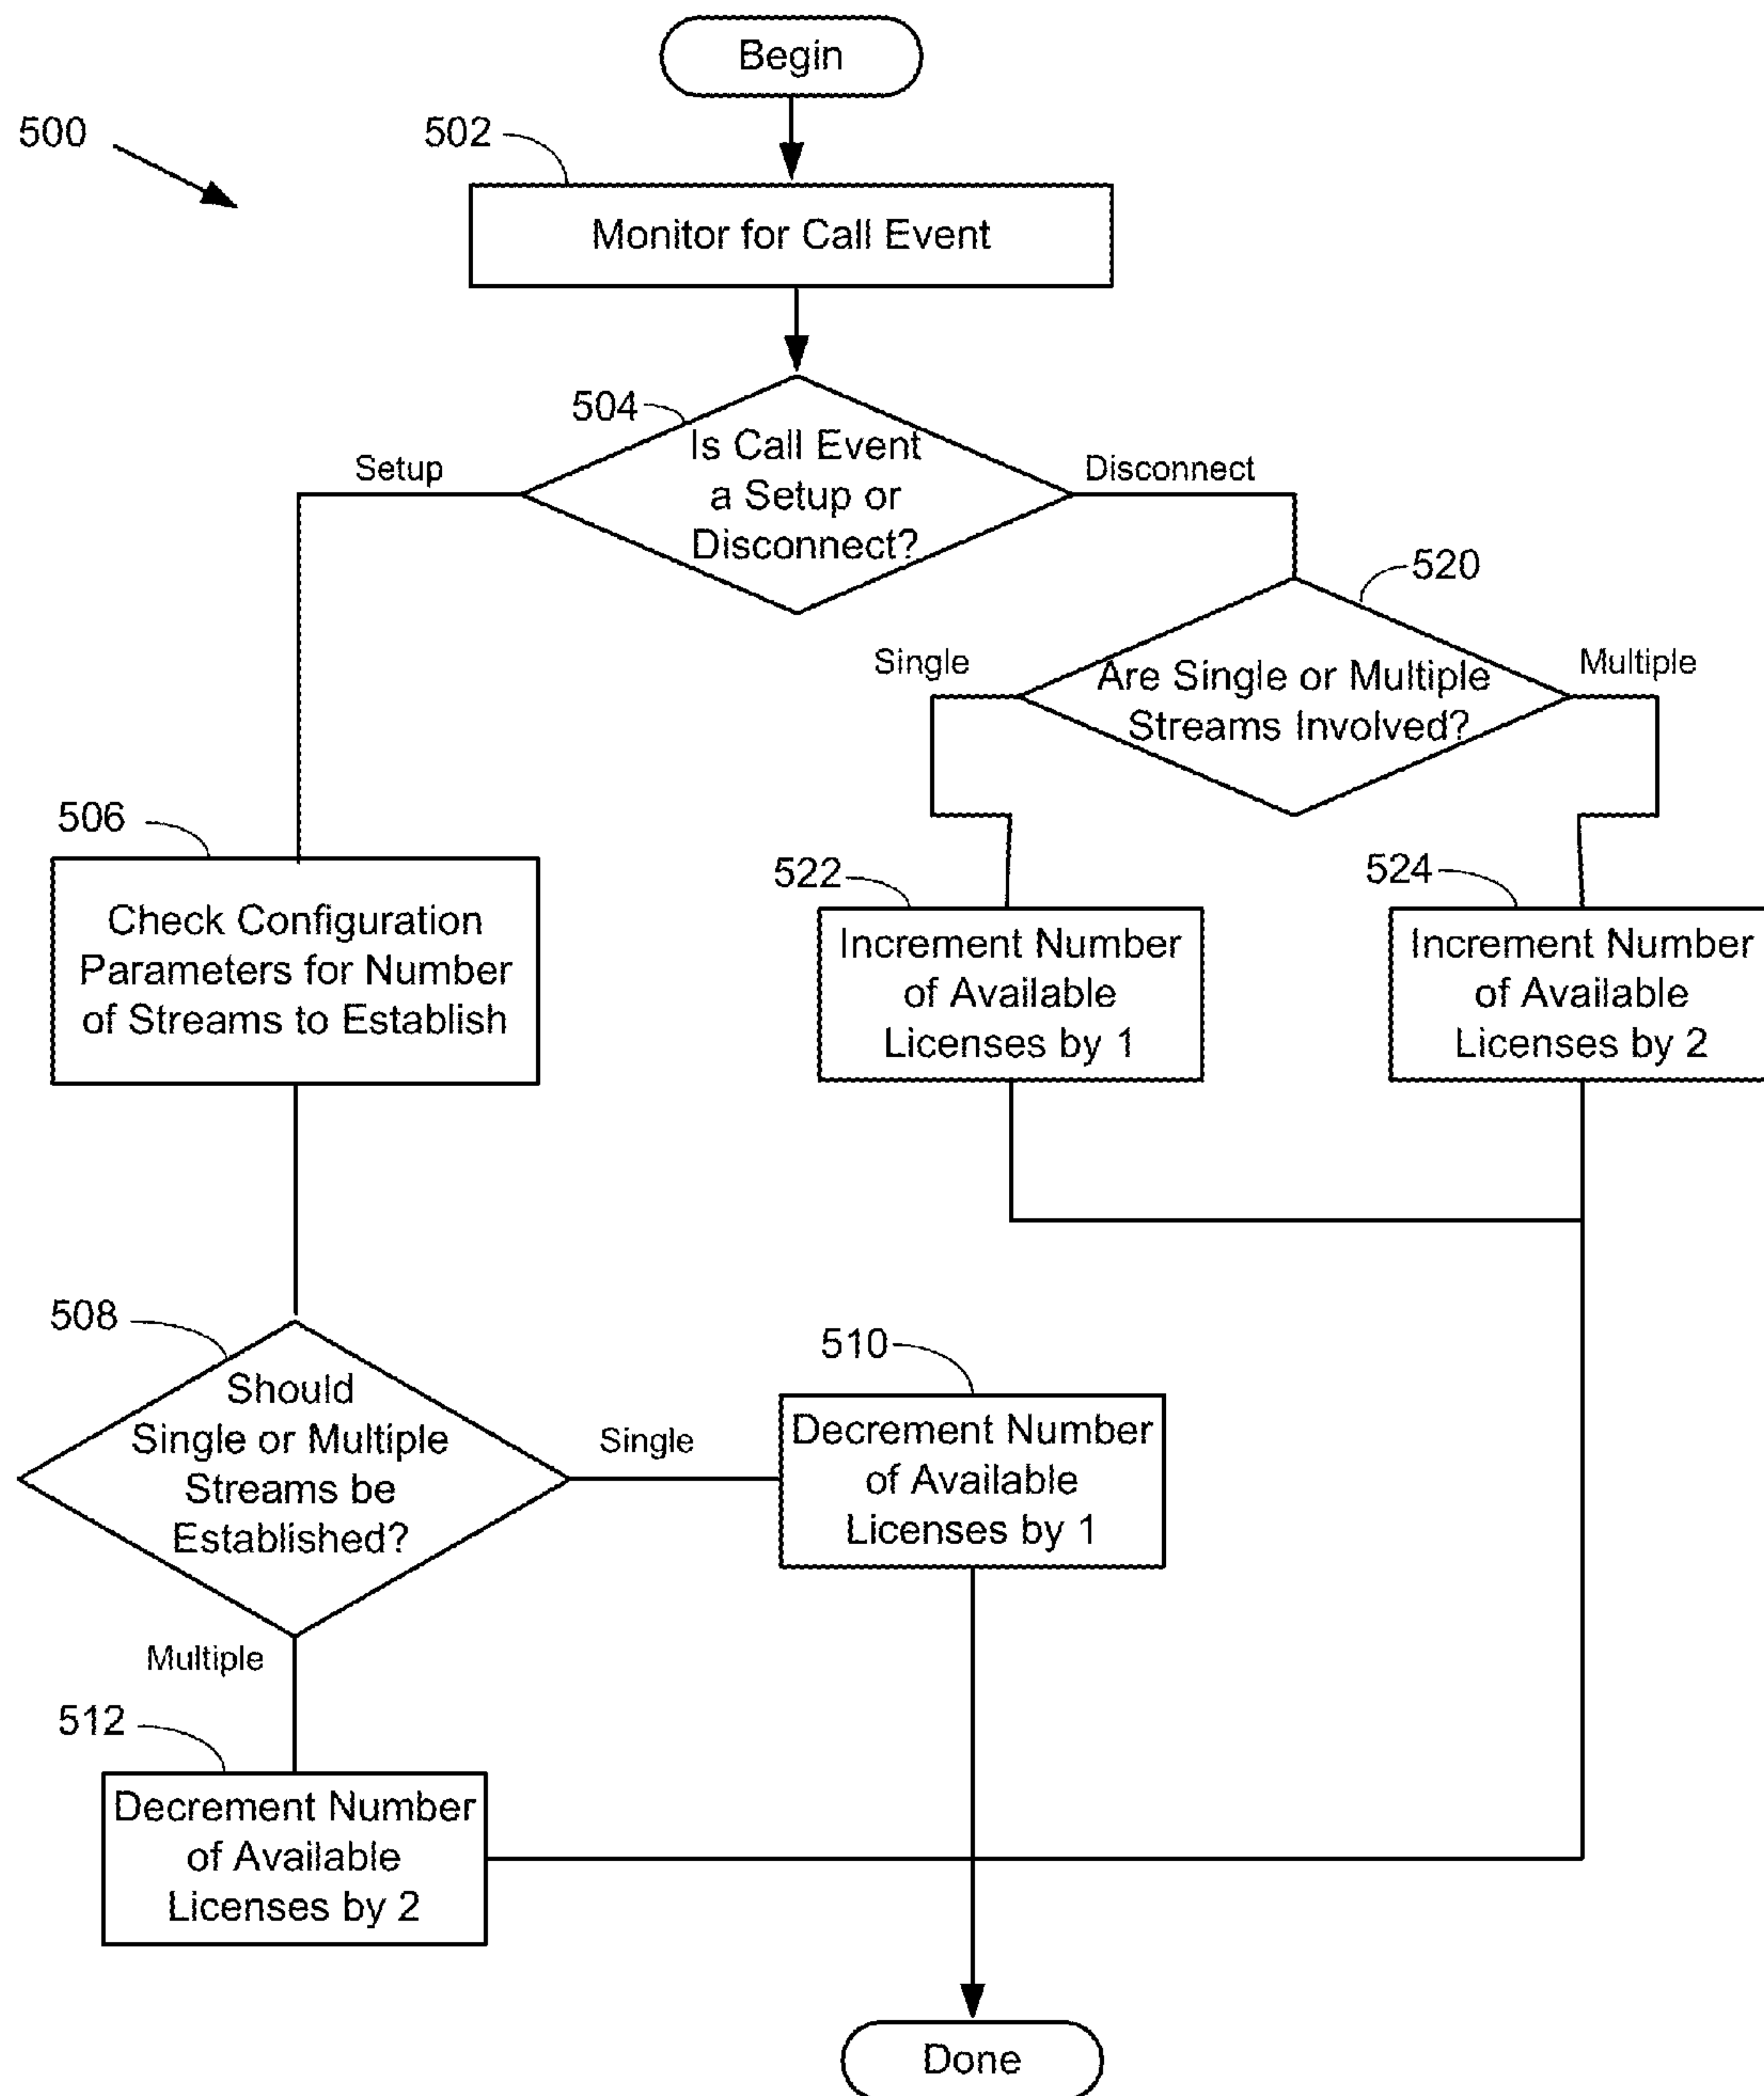 Begin
500
502
Monitor for Call Event
504
Is Call Event
a Setup or
Disconnect?
Setup
Disconnect
520
Are Single or Multiple
Streams Involved?
Single
Multiple
506
Check Configuration
Parameters for Number
of Streams to Establish
522
Increment Number
of Available
Licenses by 1
524
Increment Number
of Available
Licenses by 2
508
Should
Single or Multiple
Streams be
Established?
Single
510
Decrement Number
of Available
Licenses by 1
Multiple
512
Decrement Number
of Available
Licenses by 2
Done